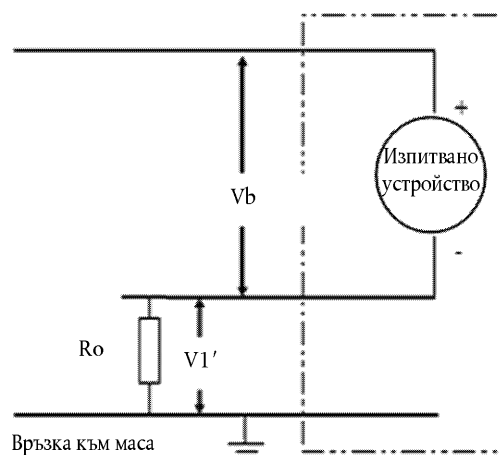 +
Изпитвано
устройство
Vb
-
Ro
V1'
Връзка към маса